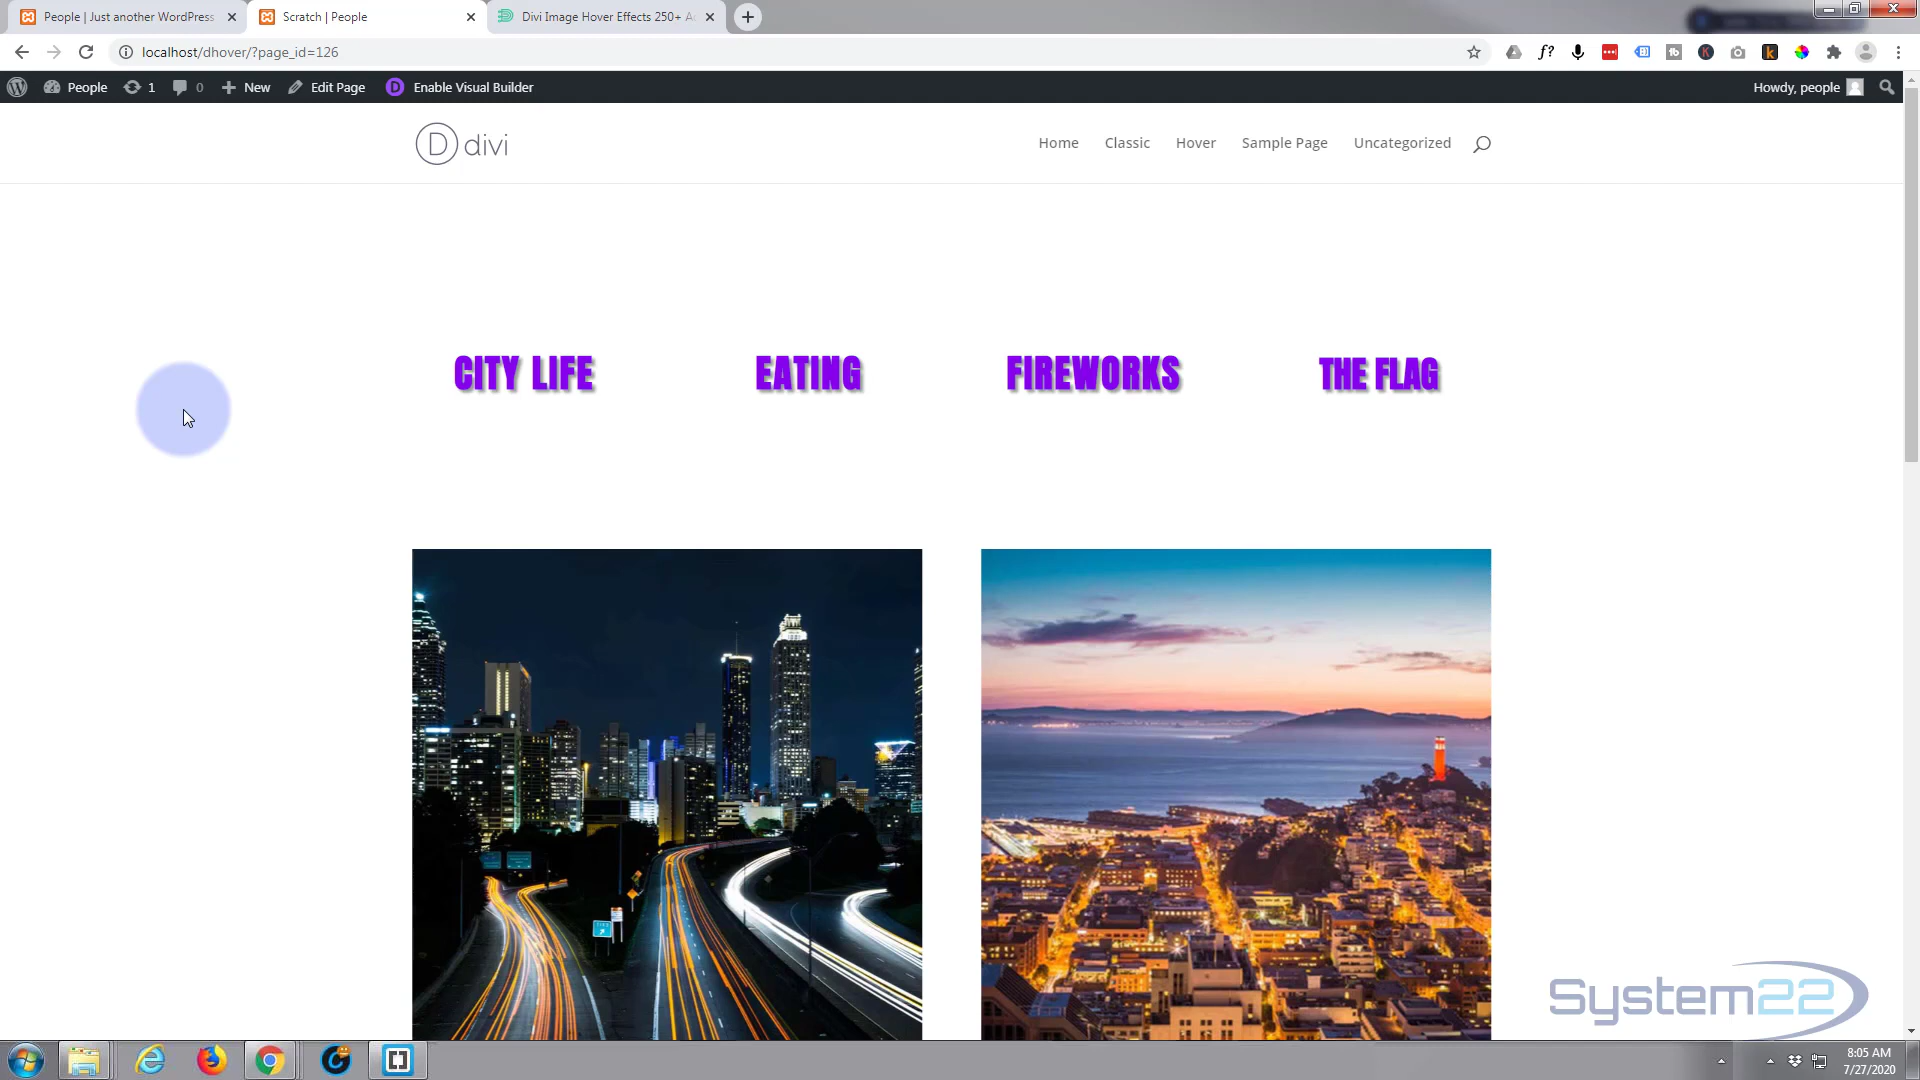 People | Just another WordPress
Scratch | People
Divi Image Hover Effects 250+ A
localhost/dhover/?page_id=126
People
1
0
New
Edit Page
Enable Visual Builder
Howdy, people
D divi
Home
Classic
Hover
Sample Page
Uncategorized
CITY LIFE
EATING
FIREWORKS
THE FLAG
System22
8:05 AM
7/27/2020